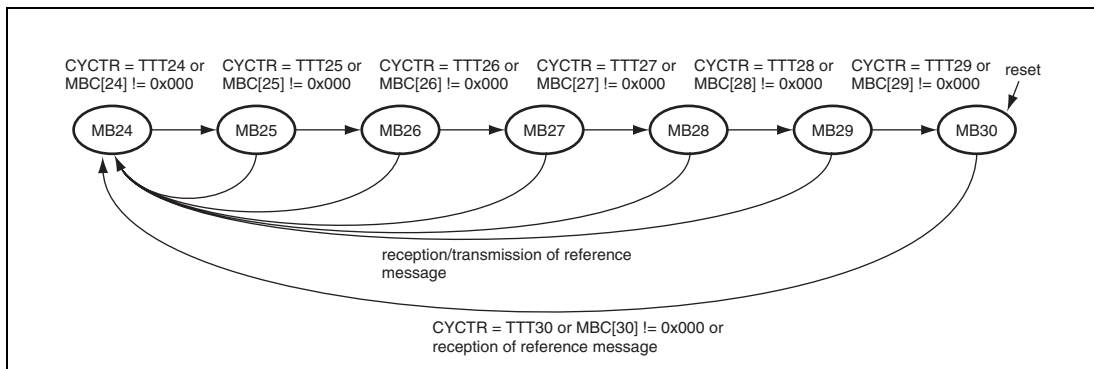 CYCTR = TTT24 or
MBC[24] != 0x000
CYCTR = TTT25 or
MBC[25] != 0x000
CYCTR = TTT26 or
MBC[26] != 0x000
CYCTR = TTT27 or
MBC[27] != 0x000
CYCTR = TTT28 or
MBC[28] != 0x000
CYCTR = TTT29 or
MBC[29] != 0x000
reset
MB24
MB25
MB26
MB27
MB28
MB29
MB30
reception/transmission of reference
message
CYCTR = TTT30 or MBC[30] != 0x000 or
reception of reference message